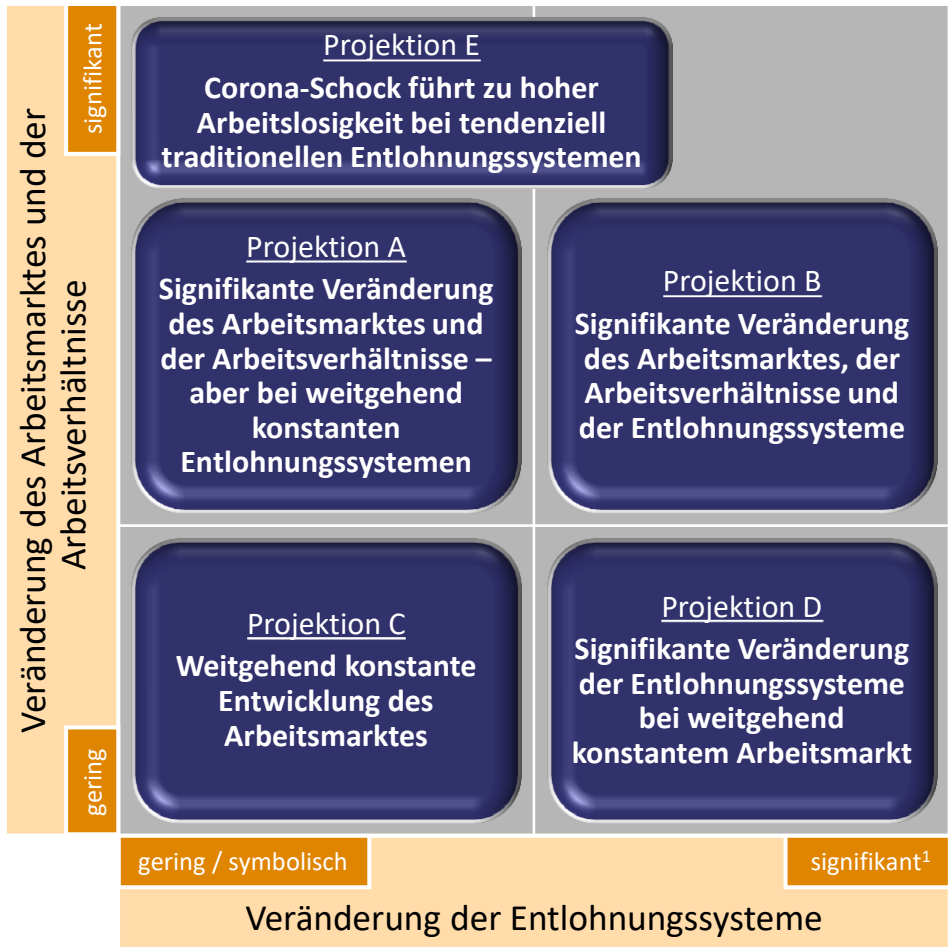 Veränderung des Arbeitsmarktes und der
Arbeitsverhältnisse
signifikant
gering
Projektion E
Corona-Schock führt zu hoher
Arbeitslosigkeit bei tendenziell
traditionellen Entlohnungssystemen
Projektion A
Signifikante Veränderung
des Arbeitsmarktes und
der Arbeitsverhältnisse –
aber bei weitgehend
konstanten
Entlohnungssystemen
Projektion B
Signifikante Veränderung
des Arbeitsmarktes, der
Arbeitsverhältnisse und
der Entlohnungssysteme
Projektion C
Weitgehend konstante
Entwicklung des
Arbeitsmarktes
Projektion D
Signifikante Veränderung
der Entlohnungssysteme
bei weitgehend
konstantem Arbeitsmarkt
gering / symbolisch
signifikant¹
Veränderung der Entlohnungssysteme